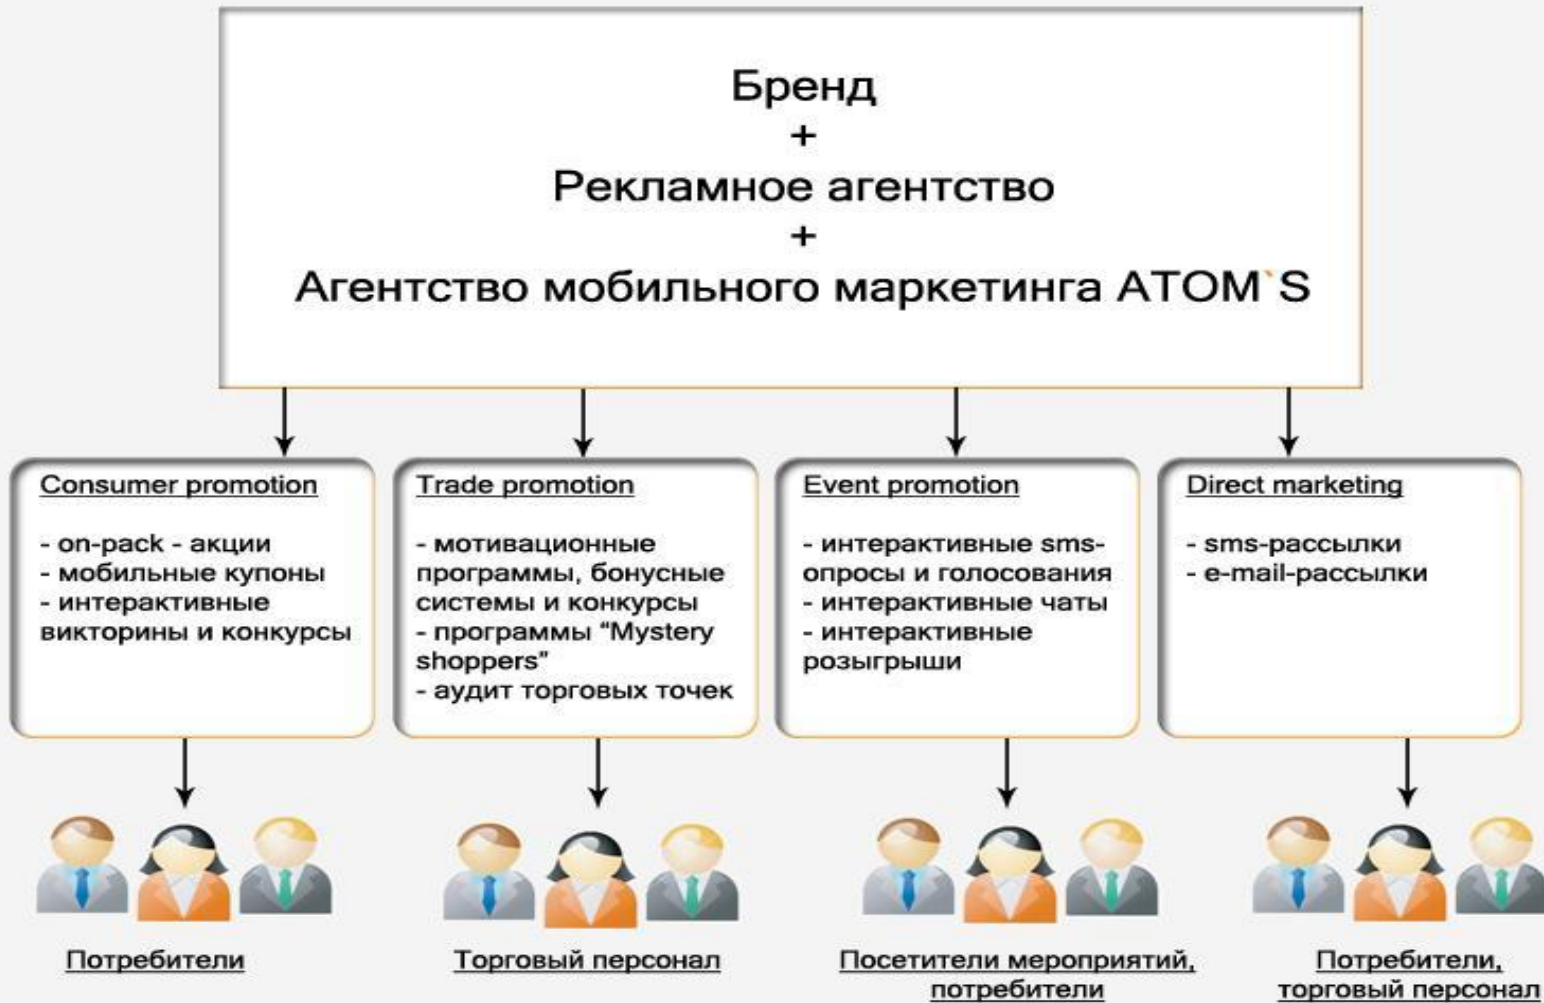 Бренд
+
Рекламное агентство
+
Агентство мобильного маркетинга ATOM`S
Consumer promotion
- on-pack - акции
- мобильные купоны
- интерактивные
викторины и конкурсы
Trade promotion
- мотивационные
программы, бонусные
системы и конкурсы
- программы “Mystery
shoppers”
- аудит торговых точек
Event promotion
- интерактивные sms-
опросы и голосования
- интерактивные чаты
- интерактивные
розыгрыши
Direct marketing
- sms-рассылки
- e-mail-рассылки
Потребители
Торговый персонал
Посетители мероприятий,
потребители
Потребители,
торговый персонал